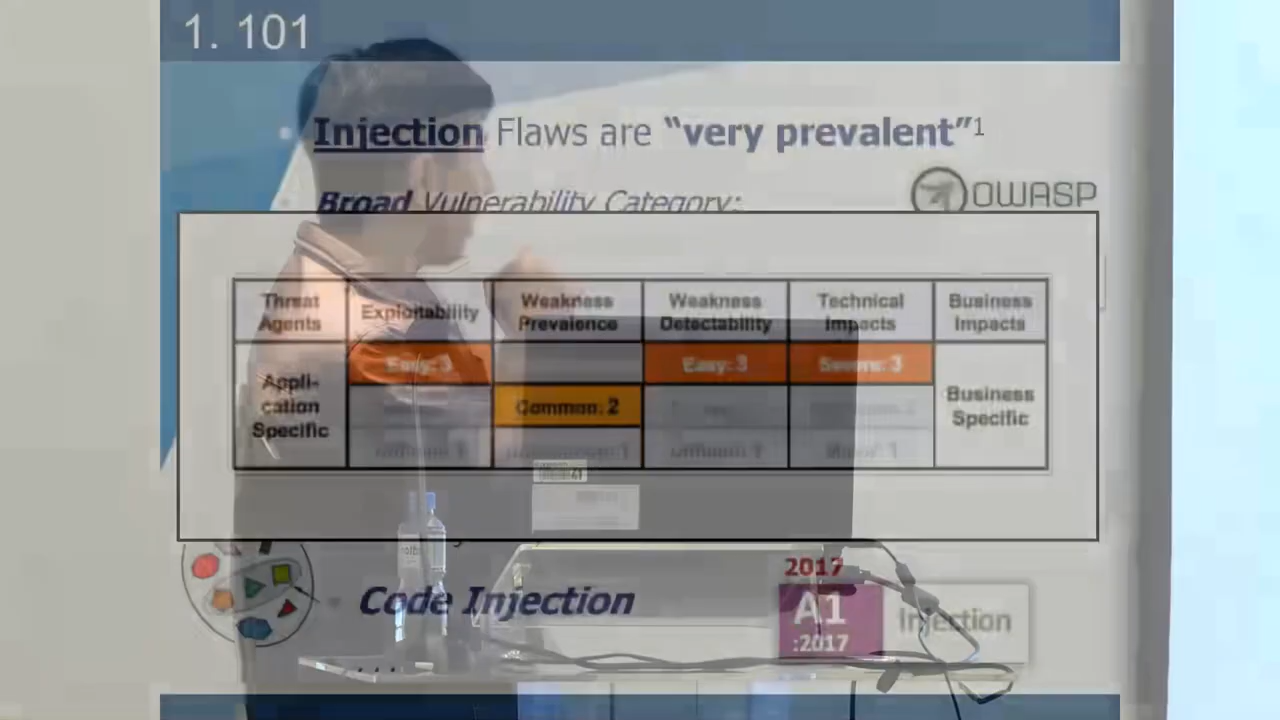 1. 101
Injection Flaws are “very prevalent”1
Broad Vulnerability Category:
OWASP
Threat Agents
Exploitability
Weakness Prevalence
Weakness Detectability
Technical Impacts
Business Impacts
Appli-
cation
Specific
Easy: 3
Easy: 3
Severe: 3
Common: 2
Business
Specific
2017
Code Injection
A1
:2017
Injection